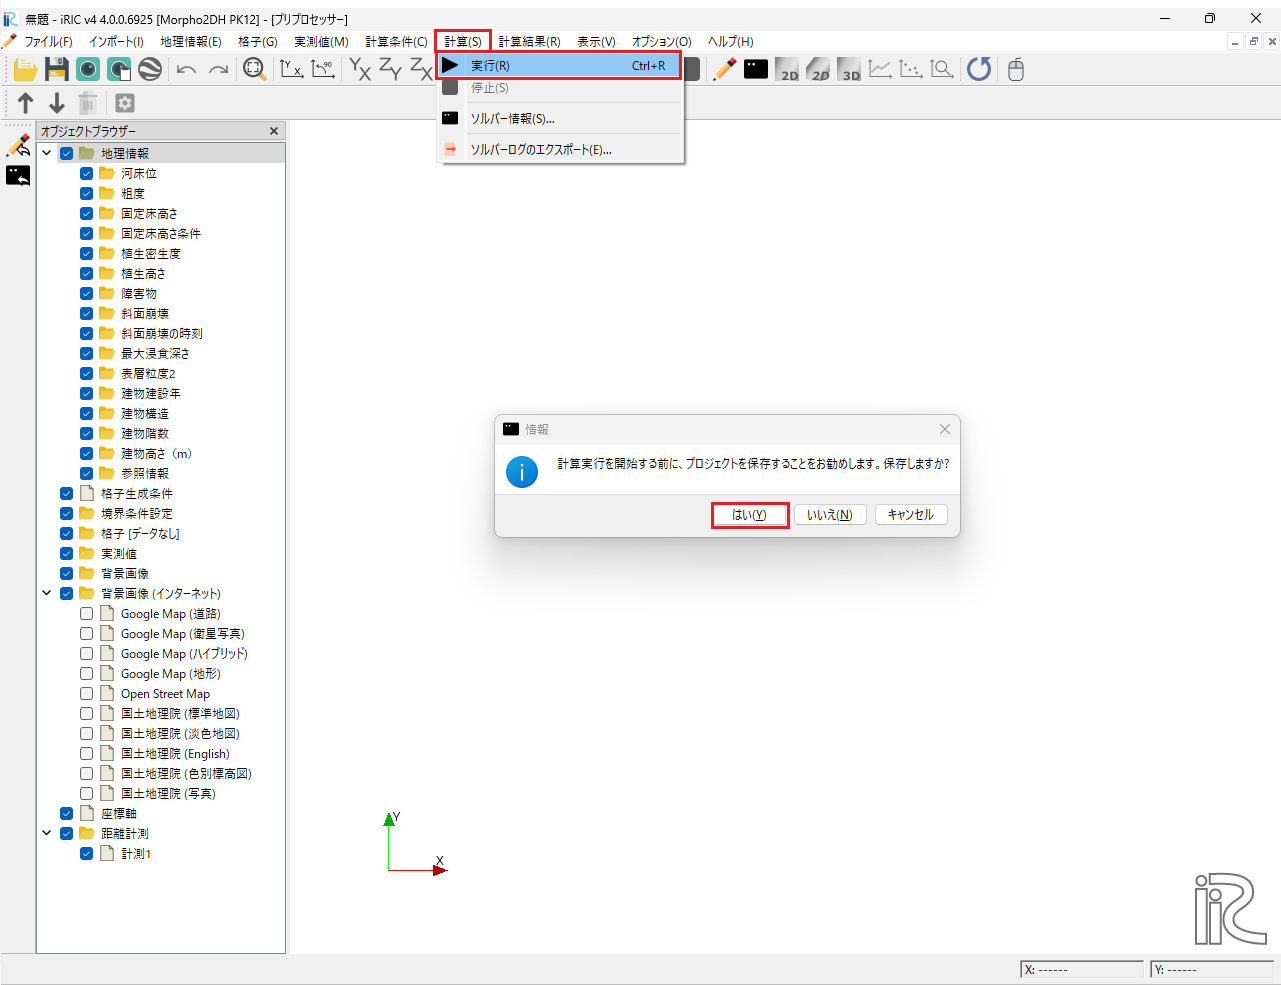 無題 - iRIC v4 4.0.0.6925 [Morpho2DH PK12] - [プリプロセッサー]
ファイル(F) インポート(I) 地理情報(E) 格子(G) 実測値(M) 計算条件(C) 計算(S) 計算結果(R) 表示(V) オプション(O) ヘルプ(H)
実行(R) Ctrl+R
停止(S)
ソルバー情報(S)...
ソルバーログのエクスポート(E)...
オブジェクトブラウザー
地理情報
河床位
粗度
固定床高さ
固定床高さ条件
植生密生度
植生高さ
障害物
斜面崩壊
斜面崩壊の時刻
最大浸食深さ
表層粒度2
建物建設年
建物構造
建物階数
建物高さ（m）
参照情報
格子生成条件
境界条件設定
格子 [データなし]
実測値
背景画像
背景画像 (インターネット)
Google Map (道路)
Google Map (衛星写真)
Google Map (ハイブリッド)
Google Map (地形)
Open Street Map
国土地理院 (標準地図)
国土地理院 (淡色地図)
国土地理院 (English)
国土地理院 (色別標高図)
国土地理院 (写真)
座標軸
距離計測
計測1
情報
計算実行を開始する前に、プロジェクトを保存することをお勧めします。保存しますか?
はい(Y) いいえ(N) キャンセル
Y
X
iRIC
X: ------ Y: ------